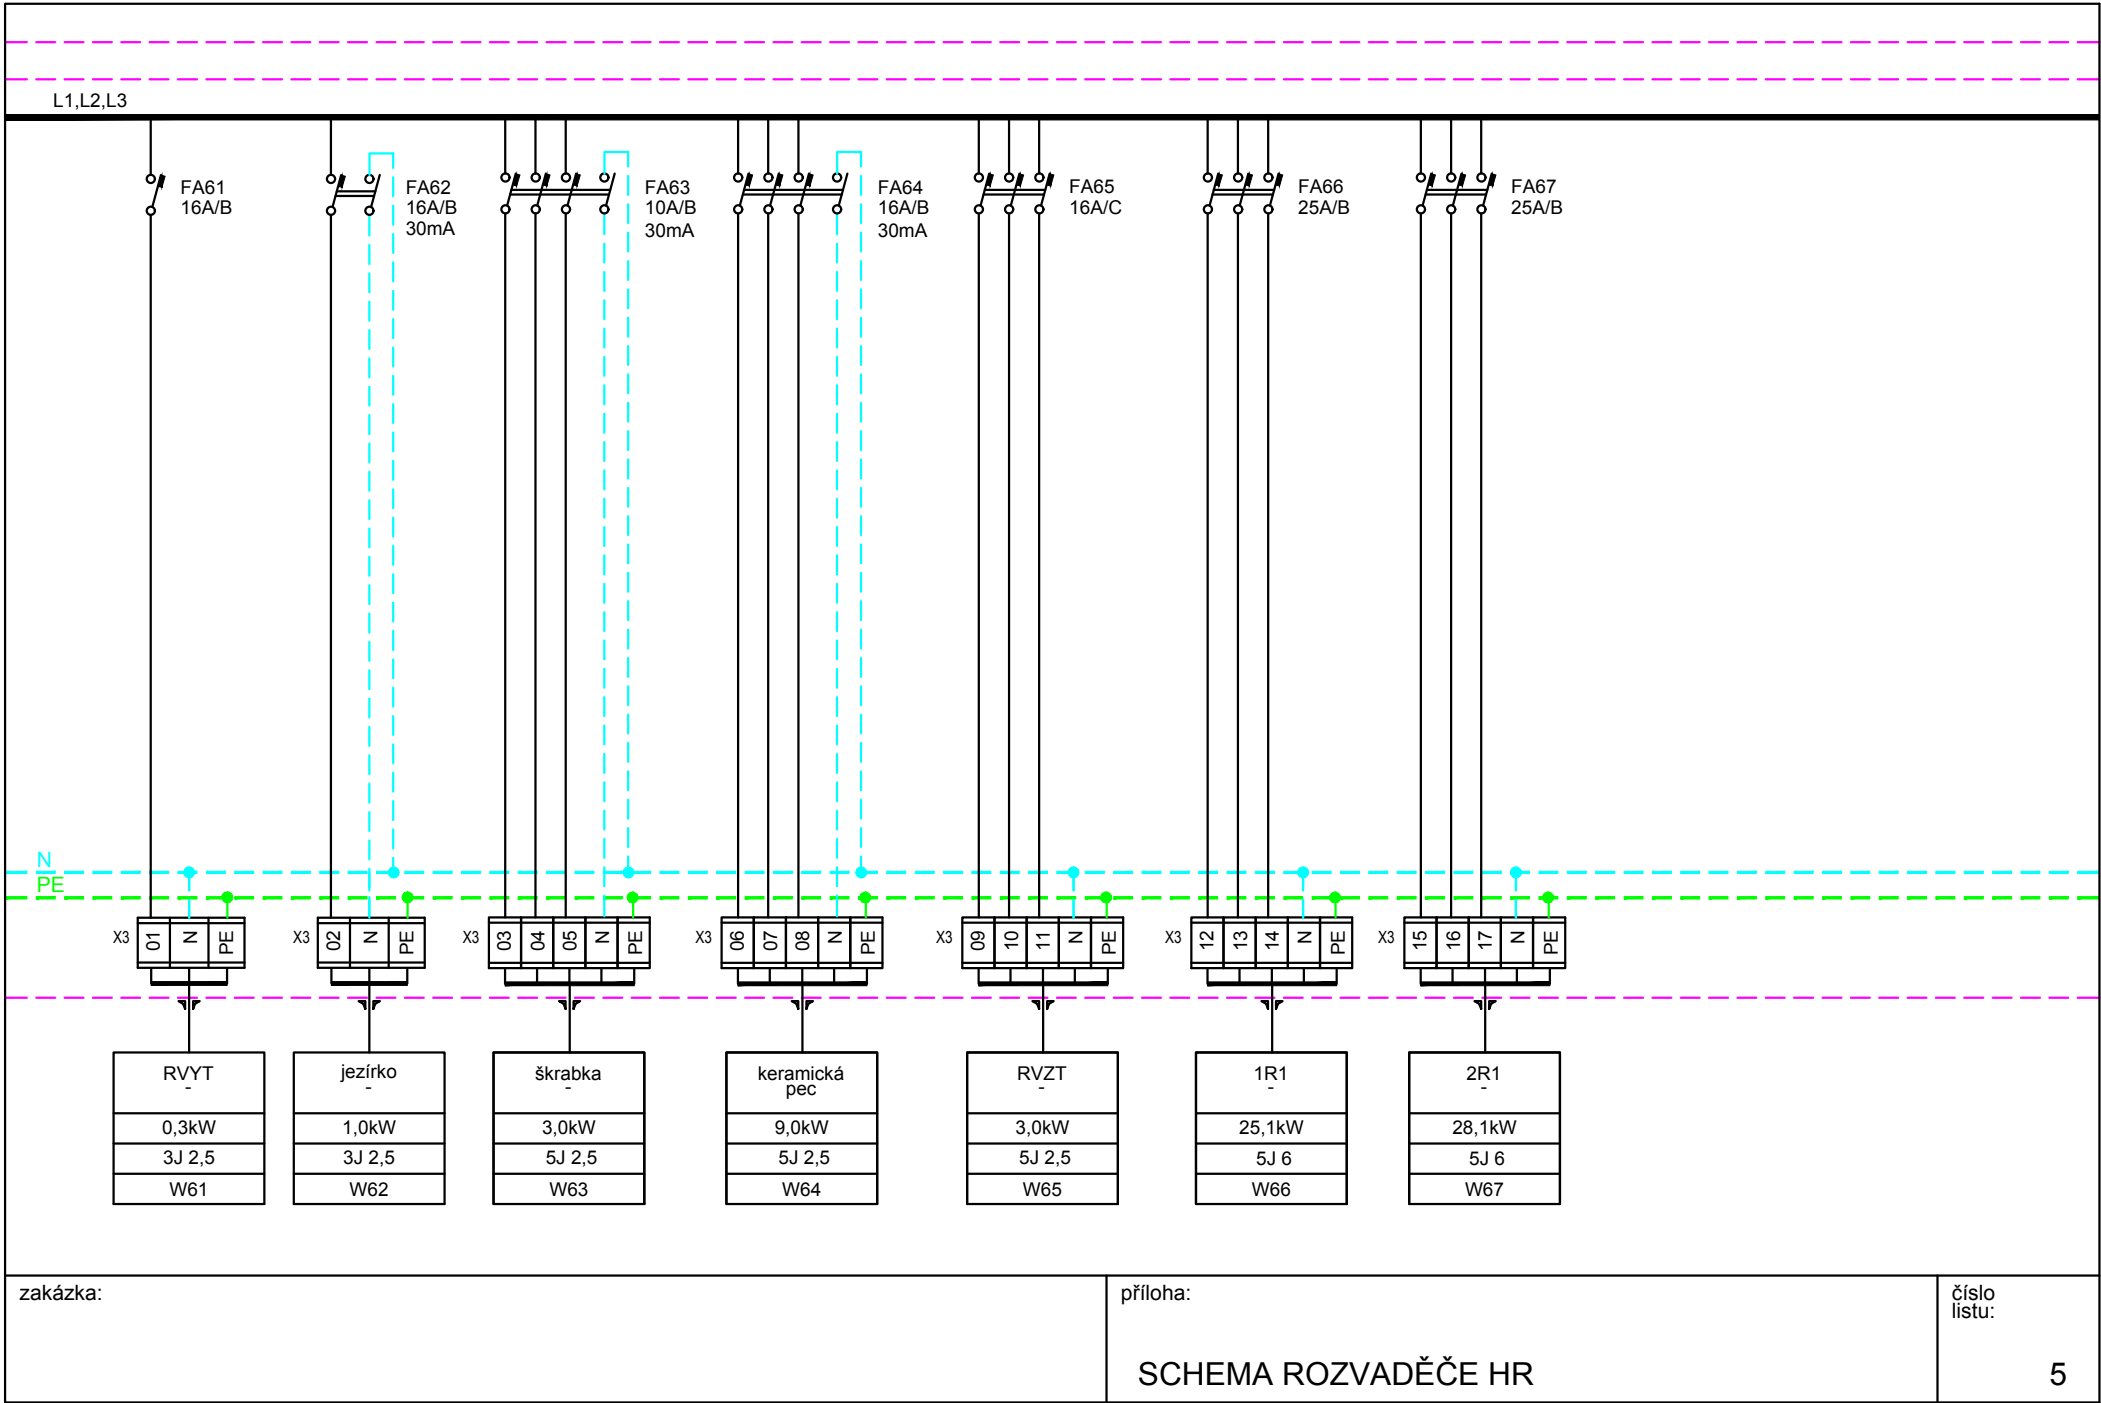 L1,L2,L3
FA61
16A/B
FA62
16A/B
30mA
FA63
10A/B
30mA
FA64
16A/B
30mA
FA65
16A/C
FA66
25A/B
FA67
25A/B
N
PE
X3 01 N PE
X3 02 N PE
X3 03 04 05 N PE
X3 06 07 08 N PE
X3 09 10 11 N PE
X3 12 13 14 N PE
X3 15 16 17 N PE
RVYT
-
0,3kW
3J 2,5
W61
jezírko
-
1,0kW
3J 2,5
W62
škrabka
-
3,0kW
5J 2,5
W63
keramická
pec
9,0kW
5J 2,5
W64
RVZT
-
3,0kW
5J 2,5
W65
1R1
-
25,1kW
5J 6
W66
2R1
-
28,1kW
5J 6
W67
zakázka:
příloha:
SCHEMA ROZVADĚČE HR
číslo
listu:
5